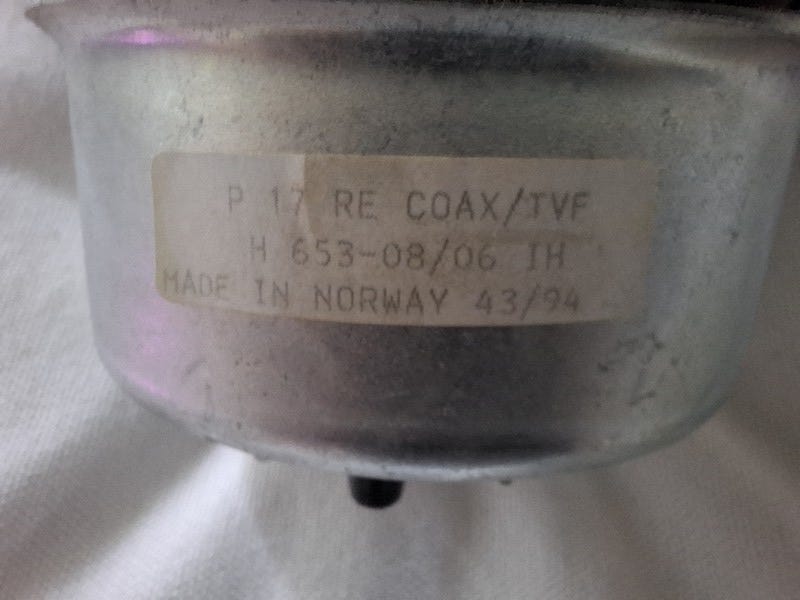 P 17 RE COAX/TVF
H 653-08/06 IH
MADE IN NORWAY 43/94